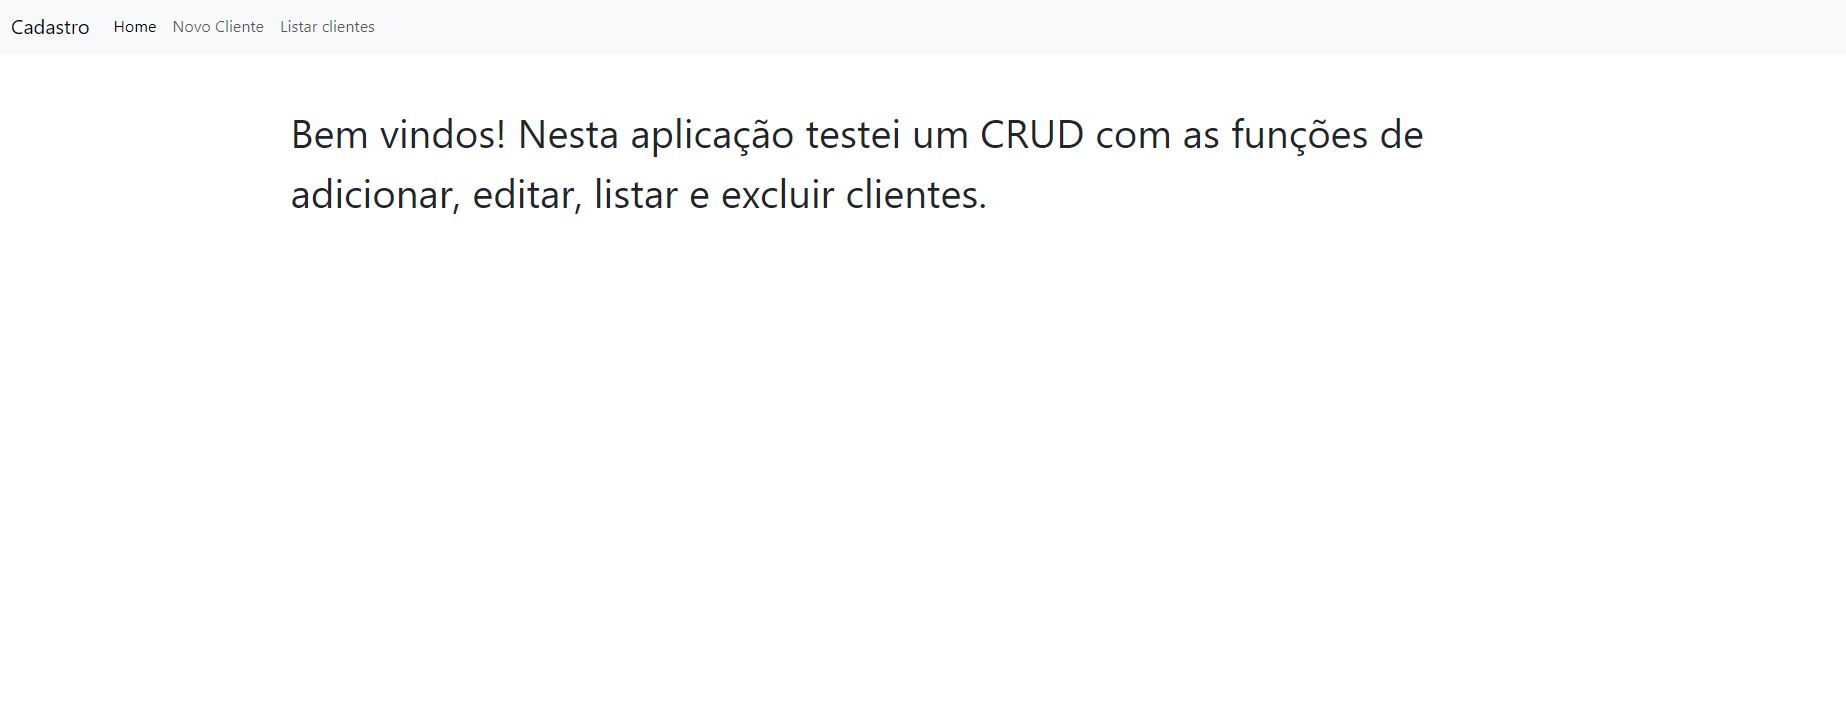 Cadastro Home Novo Cliente Listar clientes
Bem vindos! Nesta aplicação testei um CRUD com as funções de
adicionar, editar, listar e excluir clientes.